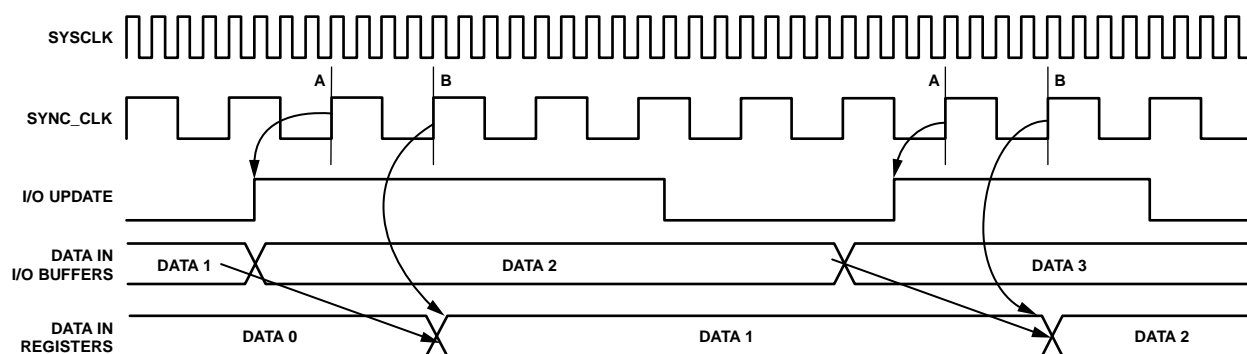 SYSCLK
A
B
A
B
SYNC_CLK
I/O UPDATE
DATA IN
I/O BUFFERS
DATA 1
DATA 2
DATA 3
DATA IN
REGISTERS
DATA 0
DATA 1
DATA 2